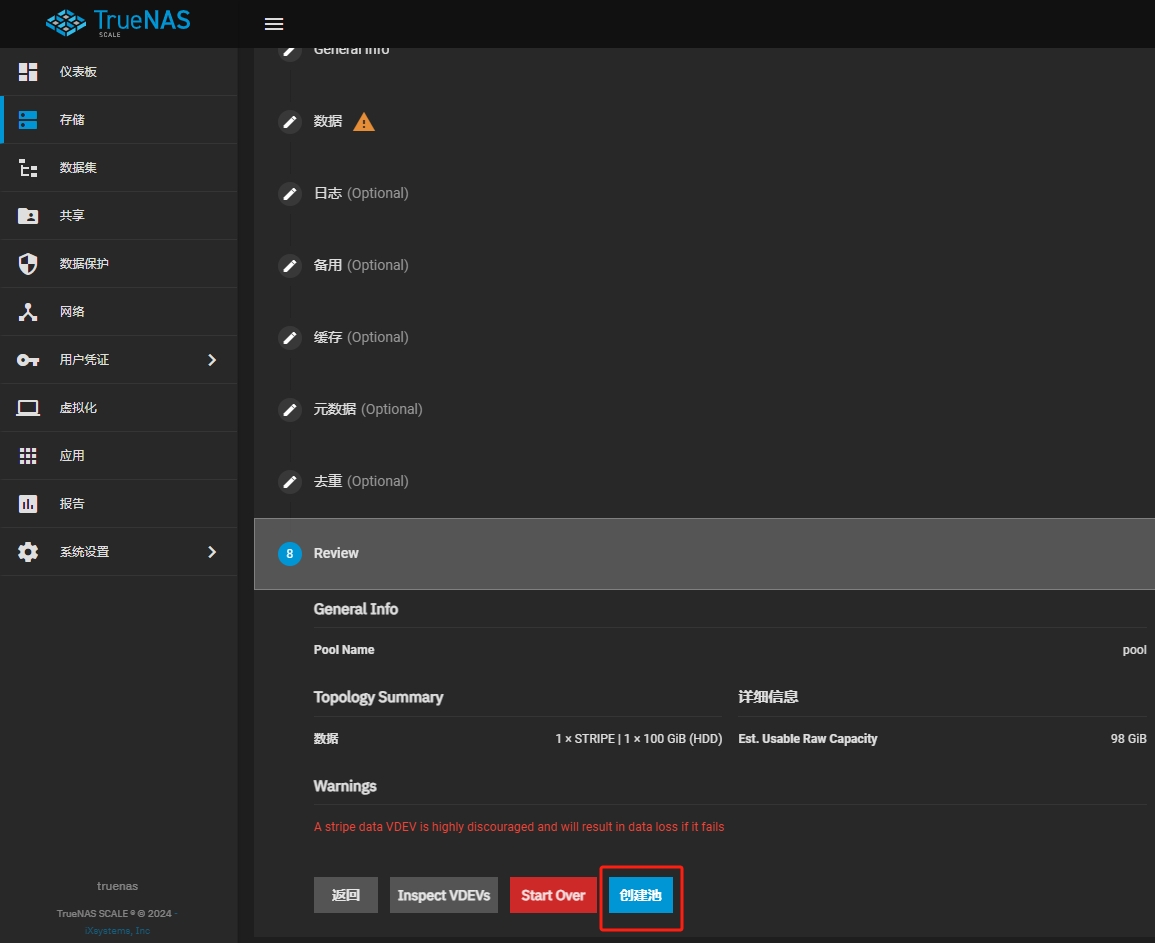 TrueNAS
SCALE
General Info
仪表板
存储
数据集
共享
数据保护
网络
用户凭证
虚拟化
应用
报告
系统设置
数据
日志 (Optional)
备用 (Optional)
缓存 (Optional)
元数据 (Optional)
去重 (Optional)
8 Review
General Info
Pool Name pool
Topology Summary 详细信息
数据 1 × STRIPE | 1 × 100 GiB (HDD) Est. Usable Raw Capacity 98 GiB
Warnings
A stripe data VDEV is highly discouraged and will result in data loss if it fails
返回 Inspect VDEVs Start Over 创建池
truenas
TrueNAS SCALE ® © 2024 -
iXsystems, Inc